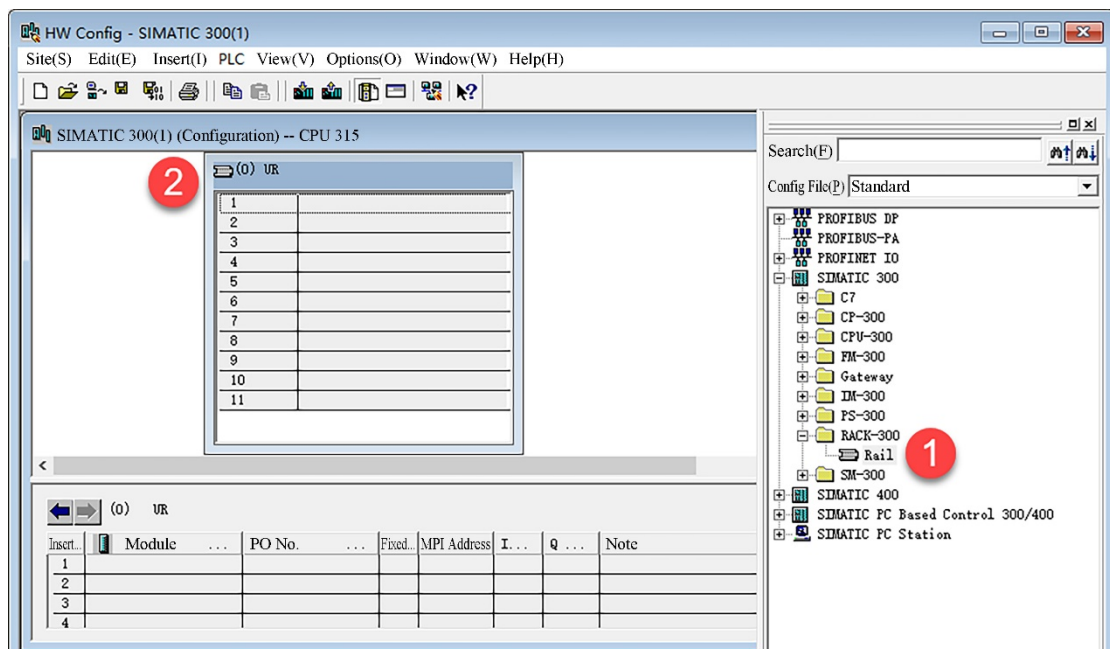 HW Config - SIMATIC 300(1)
Site(S) Edit(E) Insert(I) PLC View(V) Options(O) Window(W) Help(H)
SIMATIC 300(1) (Configuration) -- CPU 315
2
(0) UR
1
2
3
4
5
6
7
8
9
10
11
(0) UR
Insert... Module ... PO No. ... Fixed... MPI Address I... Q ... Note
1
2
3
4
Search(F)
Config File(P) Standard
PROFIBUS DP
PROFIBUS-PA
PROFINET IO
SIMATIC 300
C7
CP-300
CPU-300
FM-300
Gateway
IM-300
PS-300
RACK-300
Rail
1
SM-300
SIMATIC 400
SIMATIC PC Based Control 300/400
SIMATIC PC Station